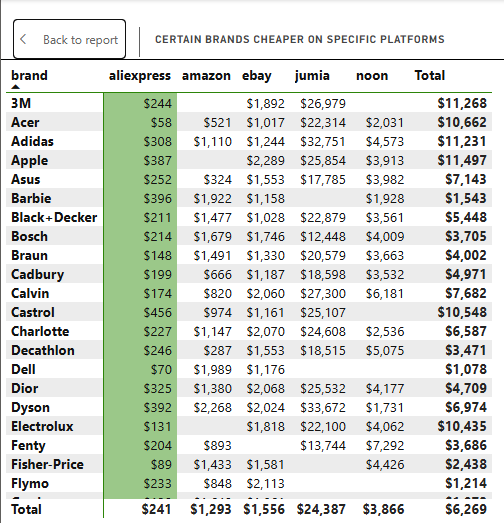 Back to report
CERTAIN BRANDS CHEAPER ON SPECIFIC PLATFORMS
brand aliexpress amazon ebay jumia noon Total
3M $244 $1,892 $26,979 $11,268
Acer $58 $521 $1,017 $22,314 $2,031 $10,662
Adidas $308 $1,110 $1,244 $32,751 $4,573 $11,231
Apple $387 $2,289 $25,854 $3,913 $11,497
Asus $252 $324 $1,553 $17,785 $3,982 $7,143
Barbie $396 $1,922 $1,158 $1,928 $1,543
Black+Decker $211 $1,477 $1,028 $22,879 $3,561 $5,448
Bosch $214 $1,679 $1,746 $12,448 $4,009 $3,705
Braun $148 $1,491 $1,330 $20,579 $3,663 $4,002
Cadbury $199 $666 $1,187 $18,598 $3,532 $4,971
Calvin $174 $820 $2,060 $27,300 $6,181 $7,682
Castrol $456 $974 $1,161 $25,107 $10,548
Charlotte $227 $1,147 $2,070 $24,608 $2,536 $6,587
Decathlon $246 $287 $1,553 $18,515 $5,075 $3,471
Dell $70 $1,989 $1,176 $1,078
Dior $325 $1,380 $2,068 $25,532 $4,177 $4,709
Dyson $392 $2,268 $2,024 $33,672 $1,731 $6,974
Electrolux $131 $1,818 $22,100 $4,062 $10,435
Fenty $204 $893 $13,744 $7,292 $3,686
Fisher-Price $89 $1,433 $1,581 $4,426 $2,438
Flymo $233 $848 $2,113 $1,214
Total $241 $1,293 $1,556 $24,387 $3,866 $6,269